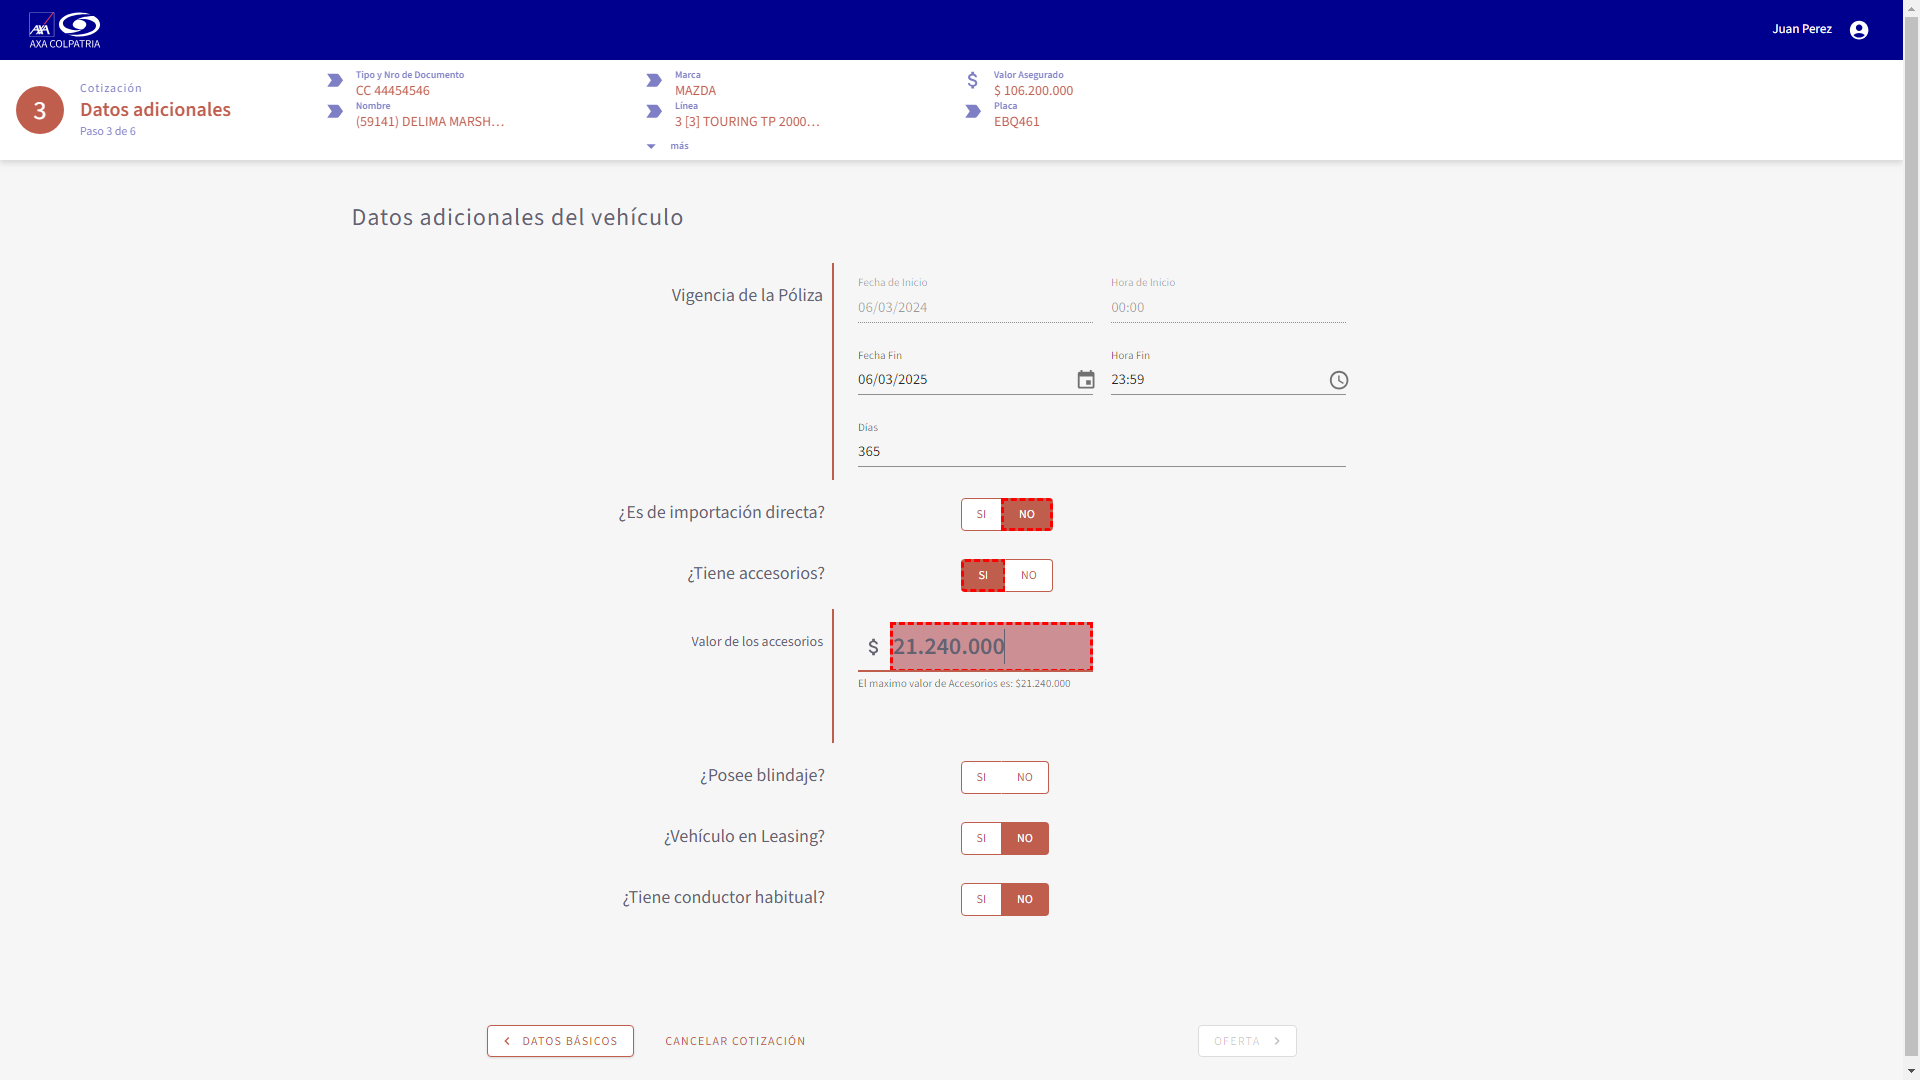 AXA
AXA COLPATRIA
Juan Perez
3
Cotización
Datos adicionales
Paso 3 de 6
Tipo y Nro de Documento
CC 44454546
Nombre
(59141) DELIMA MARSH…
Marca
MAZDA
Línea
3 [3] TOURING TP 2000…
más
$
Valor Asegurado
$ 106.200.000
Placa
EBQ461
Datos adicionales del vehículo
Vigencia de la Póliza
Fecha de Inicio
06/03/2024
Hora de Inicio
00:00
Fecha Fin
06/03/2025
Hora Fin
23:59
Días
365
¿Es de importación directa?
SI NO
¿Tiene accesorios?
SI NO
Valor de los accesorios
$ 21.240.000
El maximo valor de Accesorios es: $21.240.000
¿Posee blindaje?
SI NO
¿Vehículo en Leasing?
SI NO
¿Tiene conductor habitual?
SI NO
DATOS BÁSICOS
CANCELAR COTIZACIÓN
OFERTA